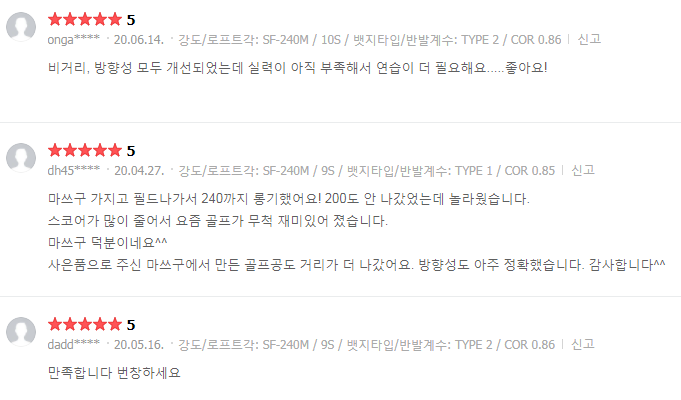 ★★★★★ 5
onga**** · 20.06.14. · 강도/로프트각: SF-240M / 10S / 뱃지타입/반발계수: TYPE 2 / COR 0.86 | 신고
비거리, 방향성 모두 개선되었는데 실력이 아직 부족해서 연습이 더 필요해요.....좋아요!
★★★★★ 5
dh45**** · 20.04.27. · 강도/로프트각: SF-240M / 9S / 뱃지타입/반발계수: TYPE 1 / COR 0.85 | 신고
마쓰구 가지고 필드나가서 240까지 롱기했어요! 200도 안 나갔었는데 놀라웠습니다.
스코어가 많이 줄어서 요즘 골프가 무척 재미있어 졌습니다.
마쓰구 덕분이네요^^
사은품으로 주신 마쓰구에서 만든 골프공도 거리가 더 나갔어요. 방향성도 아주 정확했습니다. 감사합니다^^
★★★★★ 5
dadd**** · 20.05.16. · 강도/로프트각: SF-240M / 9S / 뱃지타입/반발계수: TYPE 2 / COR 0.86 | 신고
만족합니다 번창하세요